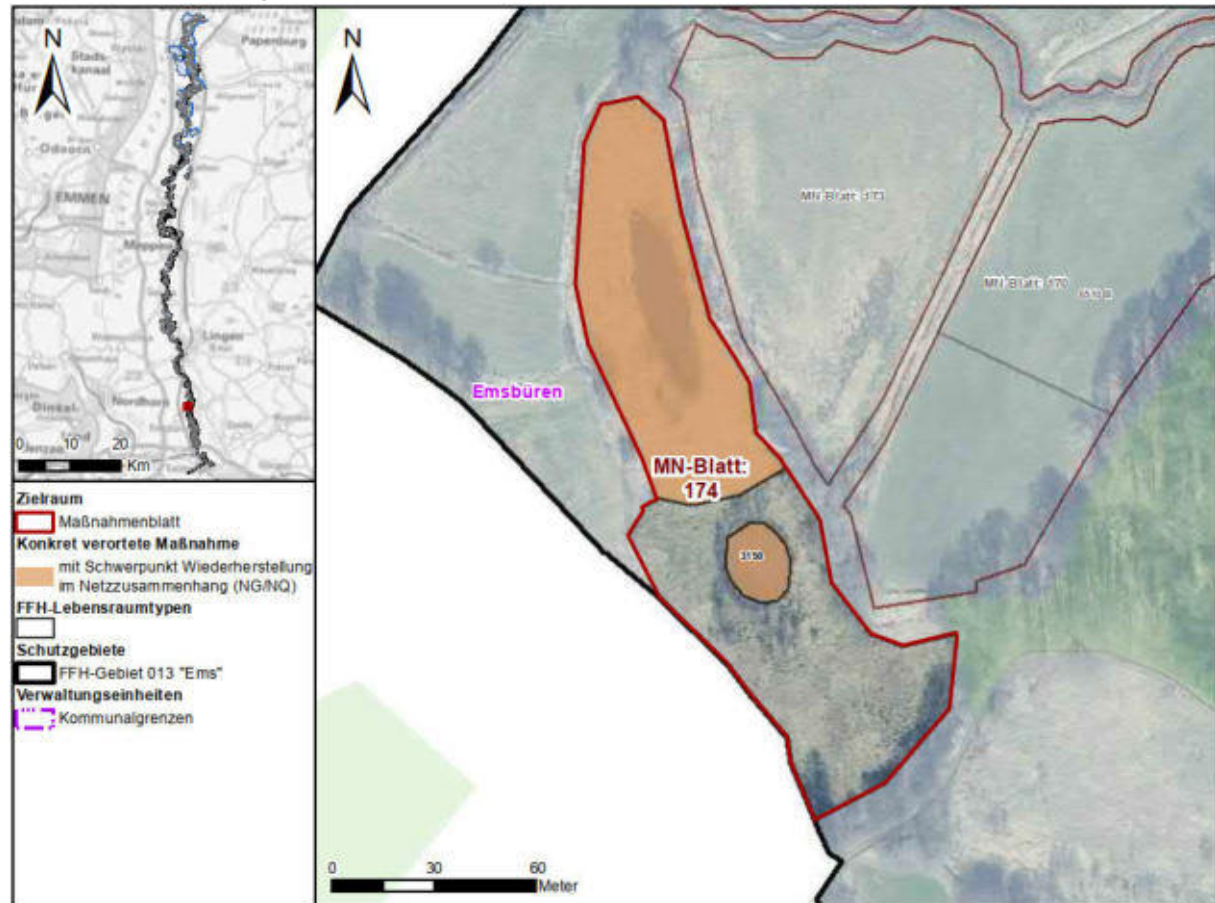 N
Papenburg
Stads-
kanaal
Odoorn
EMMEN
Meppen
Lingen
Nordhorn
0 10 20
Km
Zielraum
Maßnahmenblatt
Konkret verortete Maßnahme
mit Schwerpunkt Wiederherstellung
im Netzzusammenhang (NG/NQ)
FFH-Lebensraumtypen
Schutzgebiete
FFH-Gebiet 013 "Ems"
Verwaltungseinheiten
Kommunalgrenzen
N
MN-Blatt: 173
MN-Blatt: 170
Emsbüren
MN-Blatt:
174
3150
0 30 60
Meter